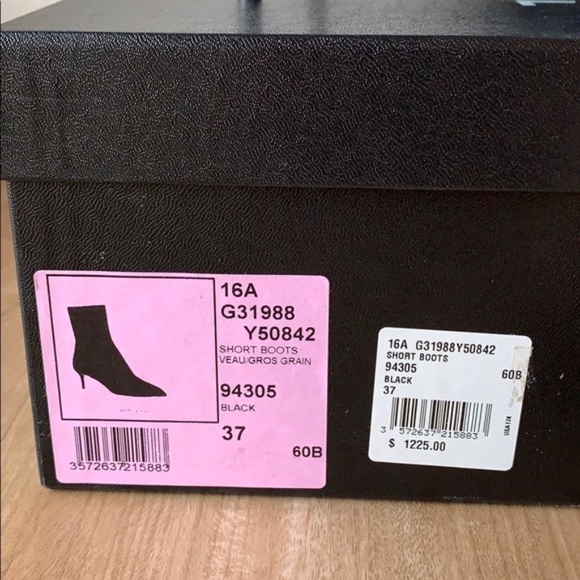 16A
G31988
Y50842
SHORT BOOTS
VEAU/GROS GRAIN
94305
BLACK
37
60B
3572637215883
16A G31988Y50842
SHORT BOOTS
94305
60B
BLACK
37
USA174
3 572637 215883
$ 1225.00